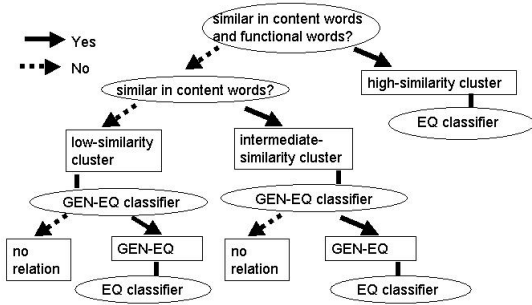 Yes
No
similar in content words
and functional words?
similar in content words?
high-similarity cluster
EQ classifier
low-similarity
cluster
intermediate-
similarity cluster
GEN-EQ classifier
GEN-EQ classifier
no
relation
GEN-EQ
no
relation
GEN-EQ
EQ classifier
EQ classifier